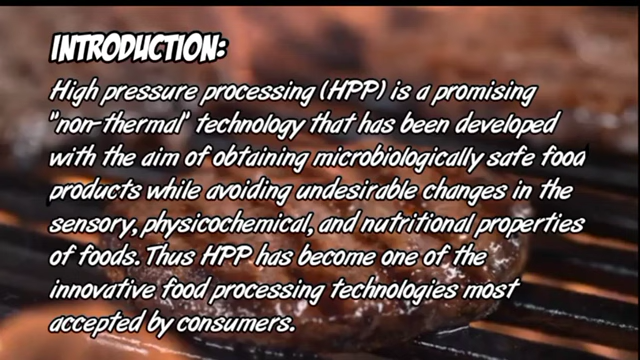 INTRODUCTION:
High pressure processing (HPP) is a promising
"non-thermal" technology that has been developed
with the aim of obtaining microbiologically safe food
products while avoiding undesirable changes in the
sensory, physicochemical, and nutritional properties
of foods. Thus HPP has become one of the
innovative food processing technologies most
accepted by consumers.